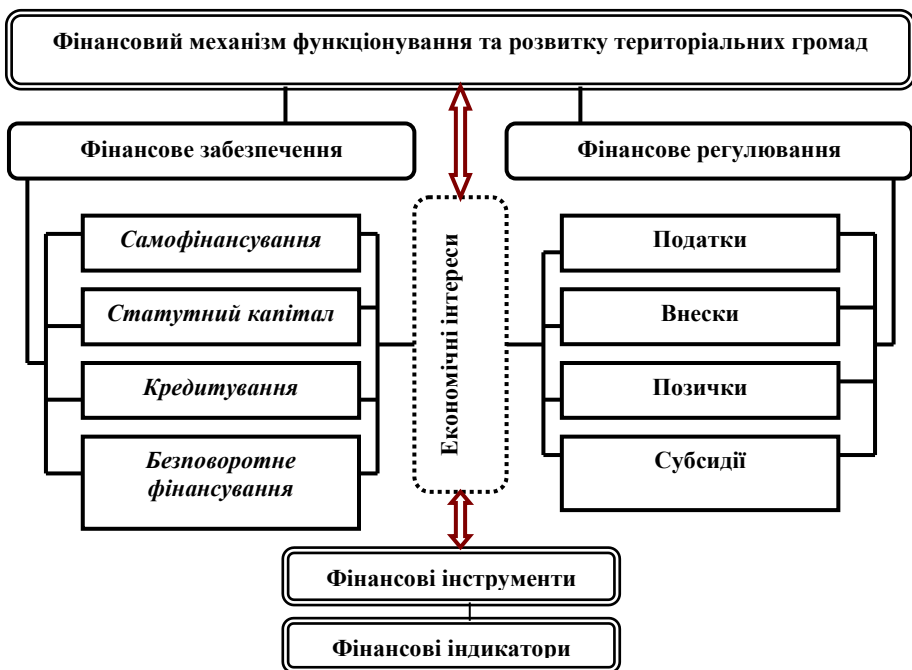 Фінансовий механізм функціонування та розвитку територіальних громад
Фінансове забезпечення
Фінансове регулювання
Самофінансування
Статутний капітал
Кредитування
Безповоротне
фінансування
Економічні інтереси
Податки
Внески
Позички
Субсидії
Фінансові інструменти
Фінансові індикатори